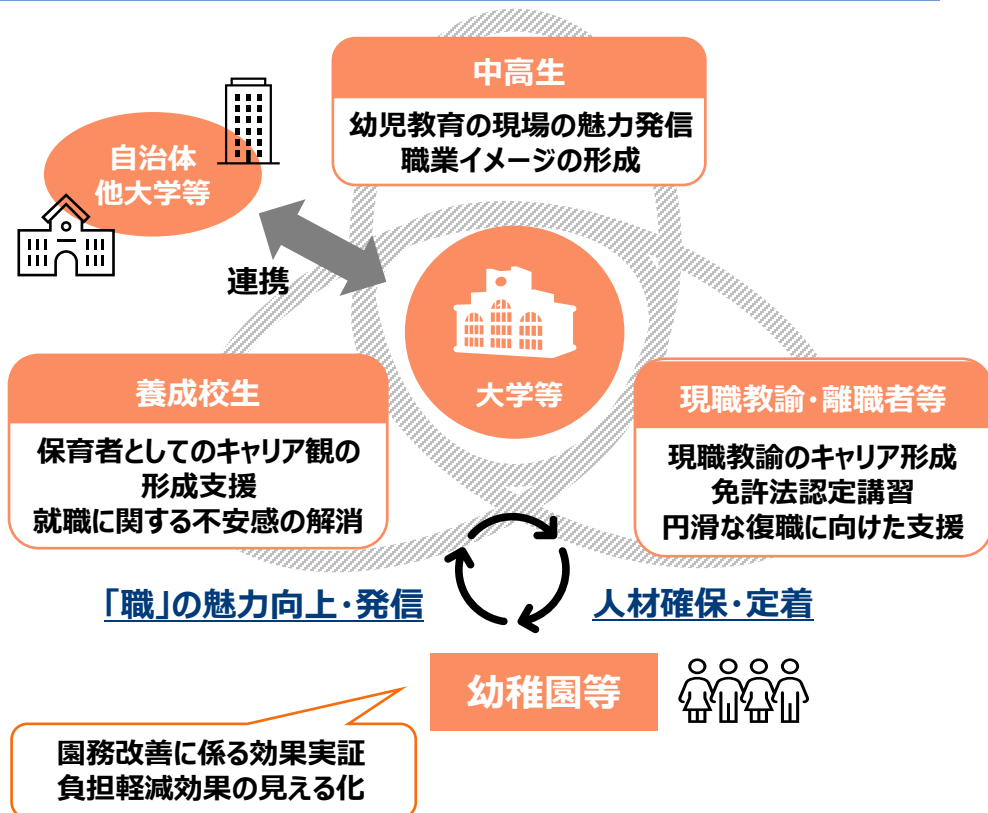 中高生
幼児教育の現場の魅力発信
職業イメージの形成
自治体
他大学等
連携
大学等
養成校生
保育者としてのキャリア観の
形成支援
就職に関する不安感の解消
現職教諭・離職者等
現職教諭のキャリア形成
免許法認定講習
円滑な復職に向けた支援
「職」の魅力向上・発信
人材確保・定着
幼稚園等
園務改善に係る効果実証
負担軽減効果の見える化